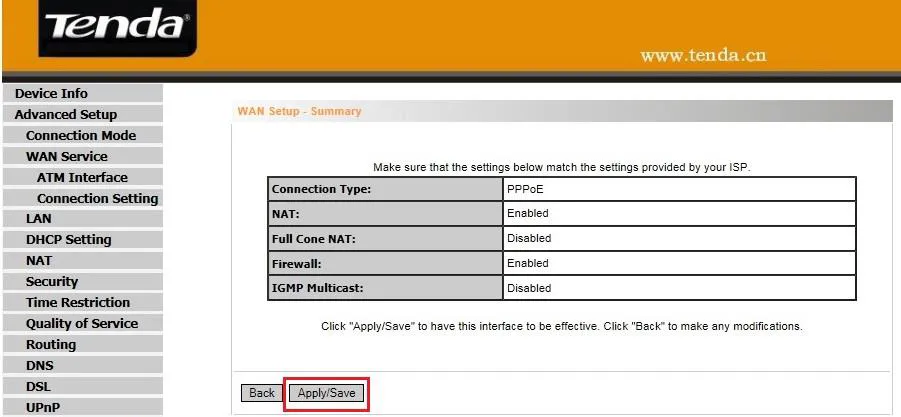 Tenda®
www.tenda.cn
Device Info
Advanced Setup
Connection Mode
WAN Service
ATM Interface
Connection Setting
LAN
DHCP Setting
NAT
Security
Time Restriction
Quality of Service
Routing
DNS
DSL
UPnP
WAN Setup - Summary
Make sure that the settings below match the settings provided by your ISP.
Connection Type: PPPoE
NAT: Enabled
Full Cone NAT: Disabled
Firewall: Enabled
IGMP Multicast: Disabled
Click "Apply/Save" to have this interface to be effective. Click "Back" to make any modifications.
Back Apply/Save